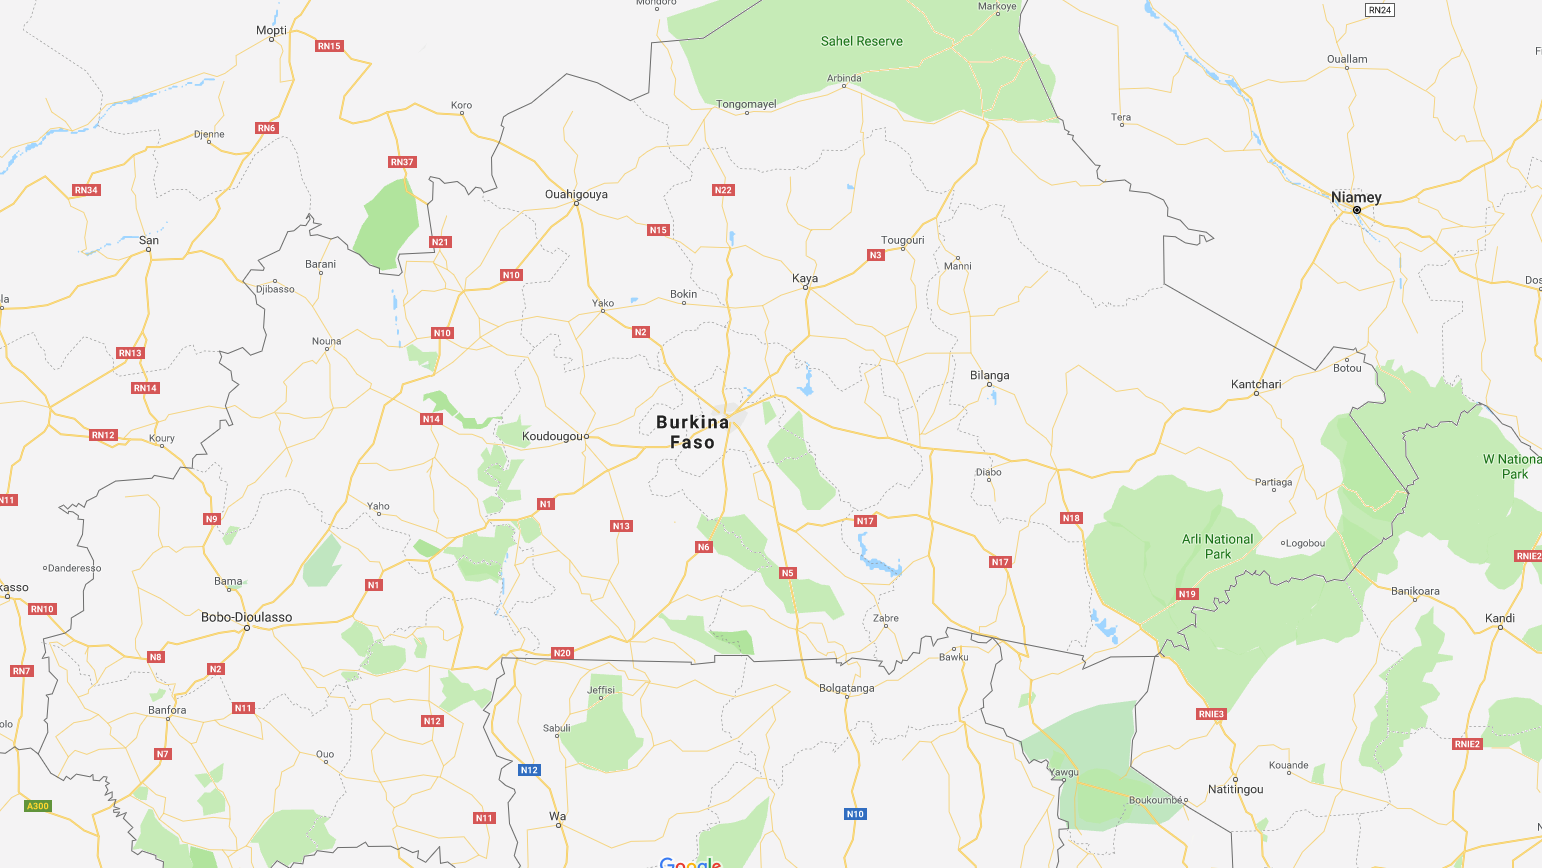 Mondoro
Markoye
RN24
Mopti
RN15
Sahel Reserve
Ouallam
Arbinda
Koro
Tongomayel
Tera
RN6
Djenne
RN37
RN34
Ouahigouya
N22
Niamey
N15
San
N21
Tougouri
N3
Barani
Manni
N10
Kaya
Djibasso
Bokin
Yako
N10
N2
Nouna
RN13
Botou
Bilanga
Kantchari
RN14
N14
Burkina
Faso
RN12
Koury
Koudougou
W Nationa
Park
Diabo
Partiaga
N11
N1
Yaho
N9
N13
N17
N18
Arli National
Park
Logobou
N6
RNIE2
N17
Danderesso
N5
kasso
Bama
N1
N19
Banikoara
RN10
Bobo-Dioulasso
Zabre
Kandi
N20
N8
Bawku
RN7
N2
Jeffisi
Bolgatanga
Banfora
N11
N12
RNIE3
olo
Sabuli
N7
Ouo
RNIE2
N12
Yawgu
Kouande
Natitingou
Boukoumbé
A300
N11
Wa
N10
Google